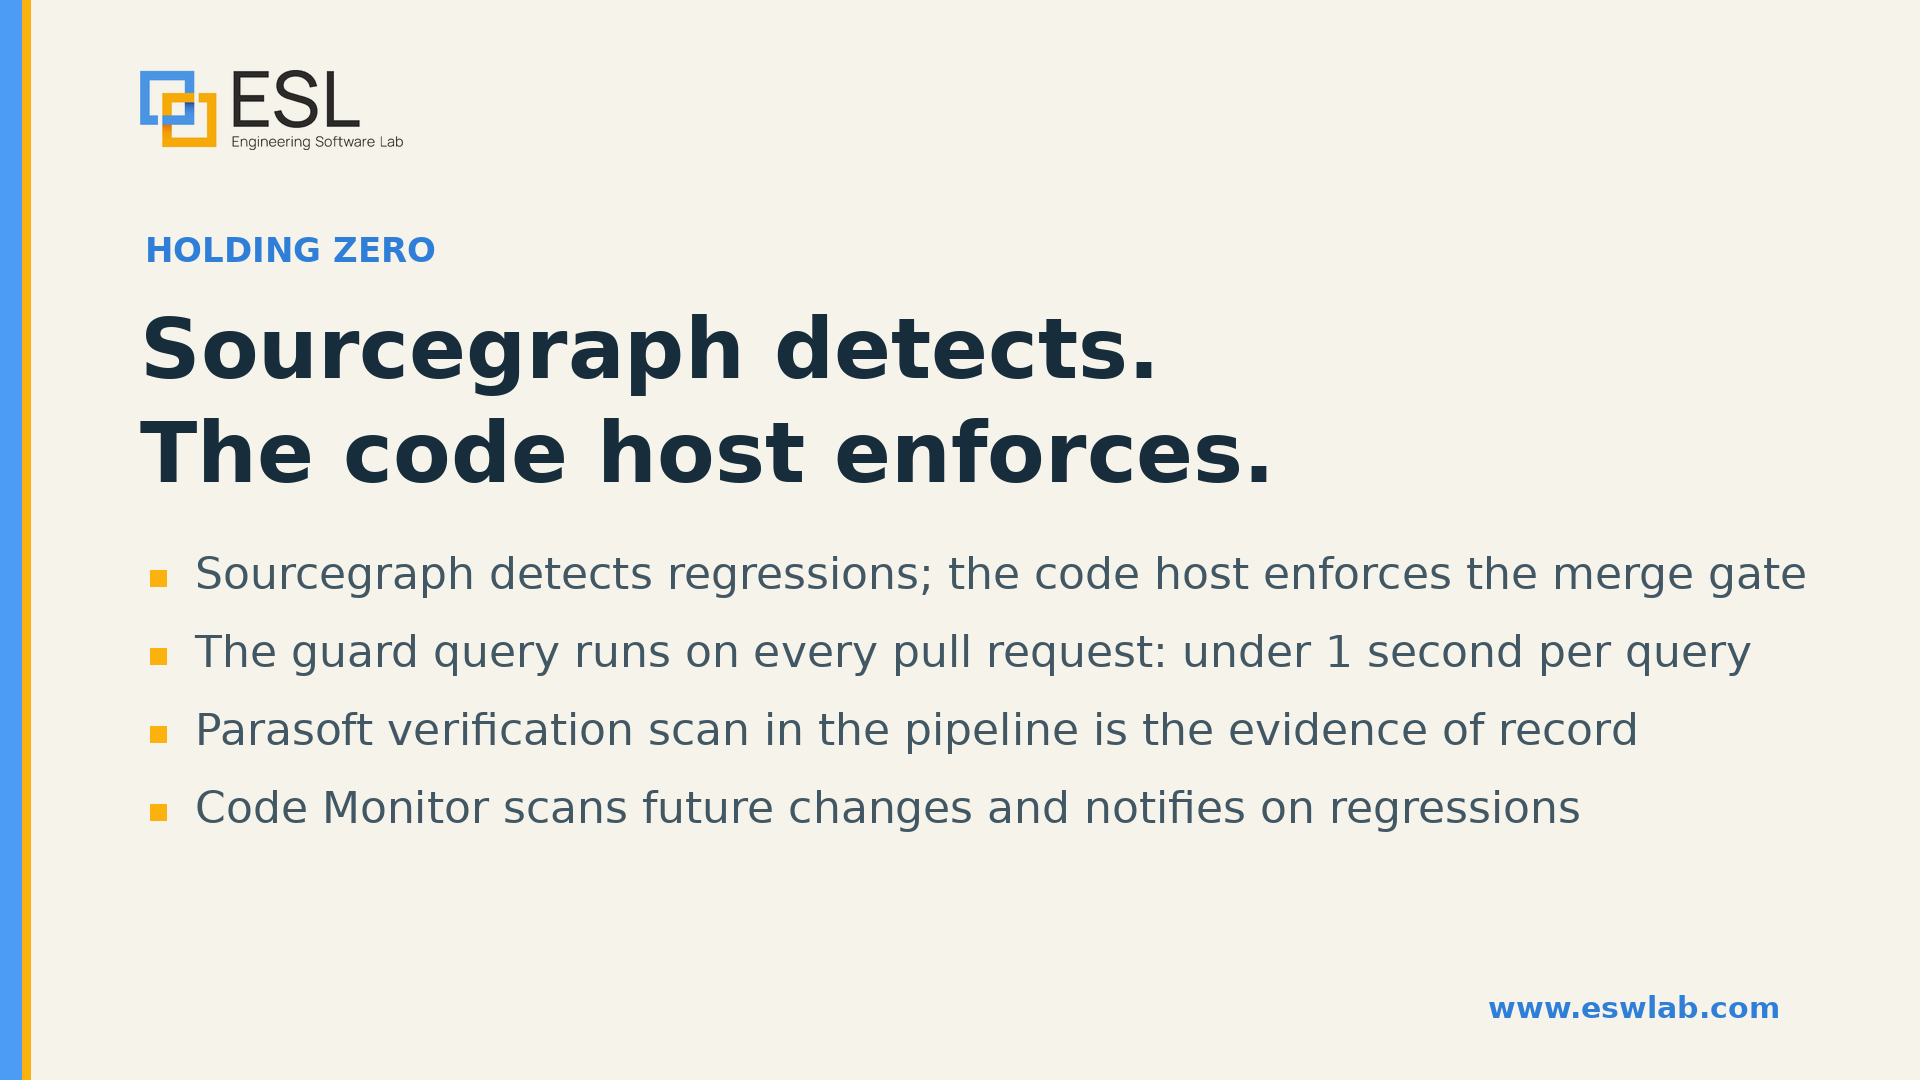 ESL
Engineering Software Lab
HOLDING ZERO
Sourcegraph detects.
The code host enforces.
Sourcegraph detects regressions; the code host enforces the merge gate
The guard query runs on every pull request: under 1 second per query
Parasoft verification scan in the pipeline is the evidence of record
Code Monitor scans future changes and notifies on regressions
www.eswlab.com